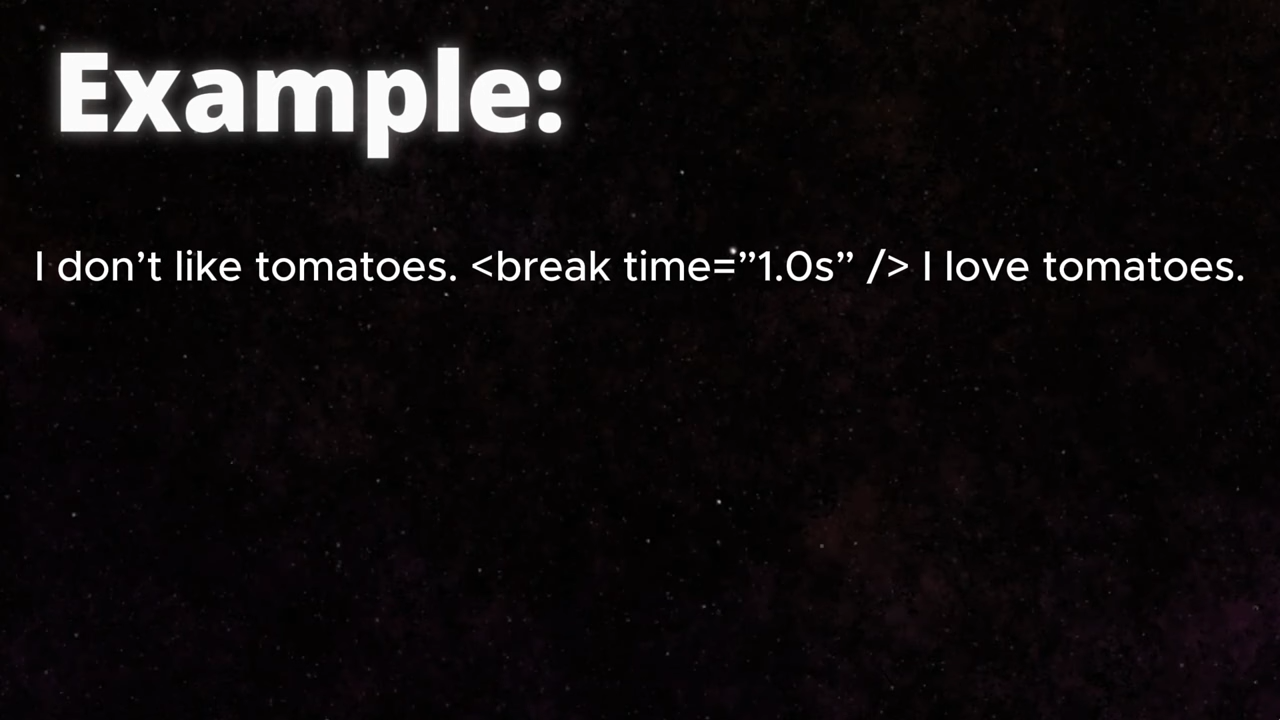 Example:
I don’t like tomatoes. <break time=”1.0s” /> I love tomatoes.